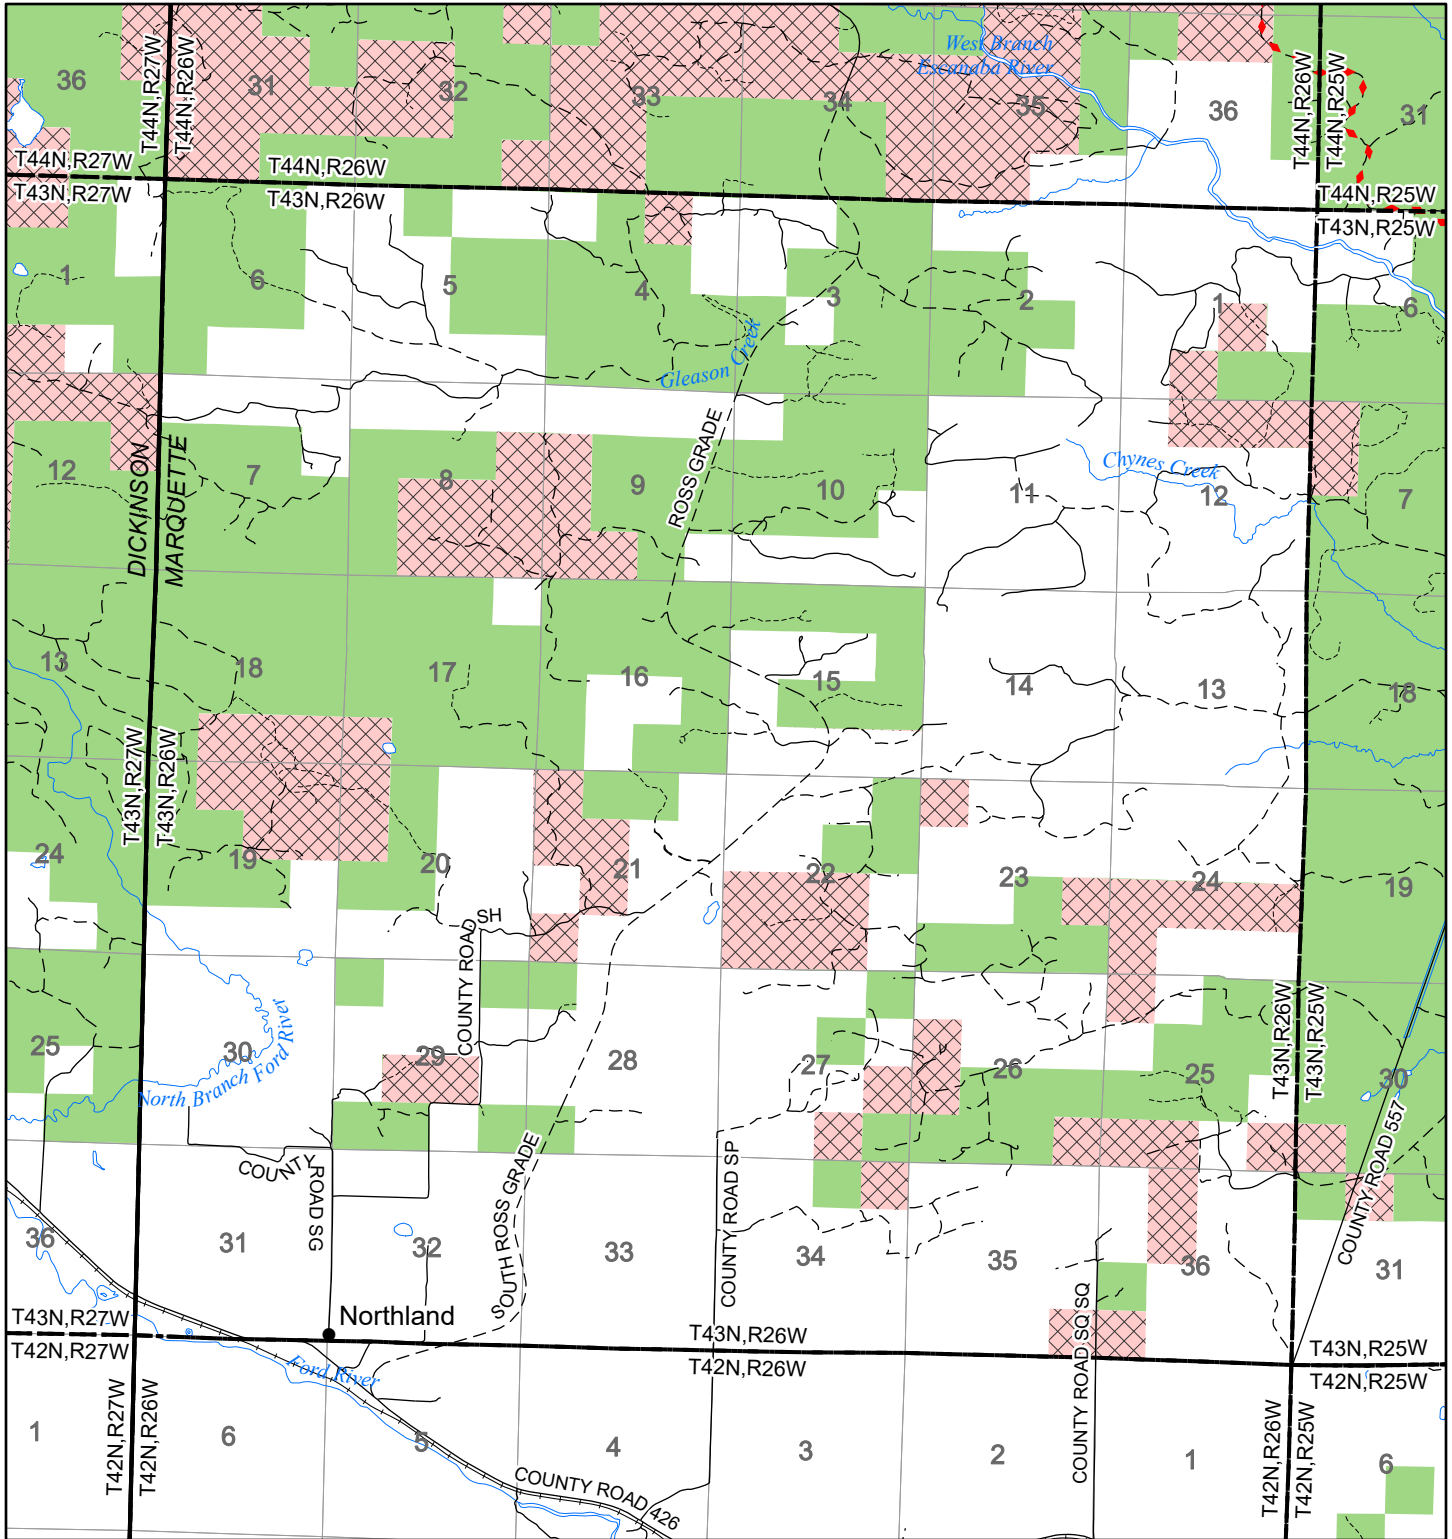 West Branch
Escanaba River
36
31
32
33
34
35
36
31
T44N,R27W
T44N,R26W
T44N,R26W
T44N,R25W
T44N,R27W
T43N,R27W
T44N,R26W
T43N,R26W
T44N,R25W
T43N,R25W
1
6
5
4
3
2
1
6
Gleason Creek
ROSS GRADE
Chynes Creek
DICKINSON
MARQUETTE
12
7
8
9
10
11
12
7
13
18
17
16
15
14
13
18
T43N,R27W
T43N,R26W
24
19
20
21
22
23
24
19
COUNTY ROAD SH
North Branch Ford River
25
30
29
28
27
26
25
30
T43N,R26W
T43N,R25W
COUNTY ROAD SG
SOUTH ROSS GRADE
COUNTY ROAD SP
COUNTY ROAD 557
36
31
32
33
34
35
36
31
COUNTY ROAD SQ SQ
Northland
T43N,R27W
T42N,R27W
T43N,R26W
T42N,R26W
T43N,R25W
T42N,R25W
Ford River
T42N,R27W
T42N,R26W
T42N,R26W
T42N,R25W
1
6
5
4
3
2
1
6
COUNTY ROAD 426